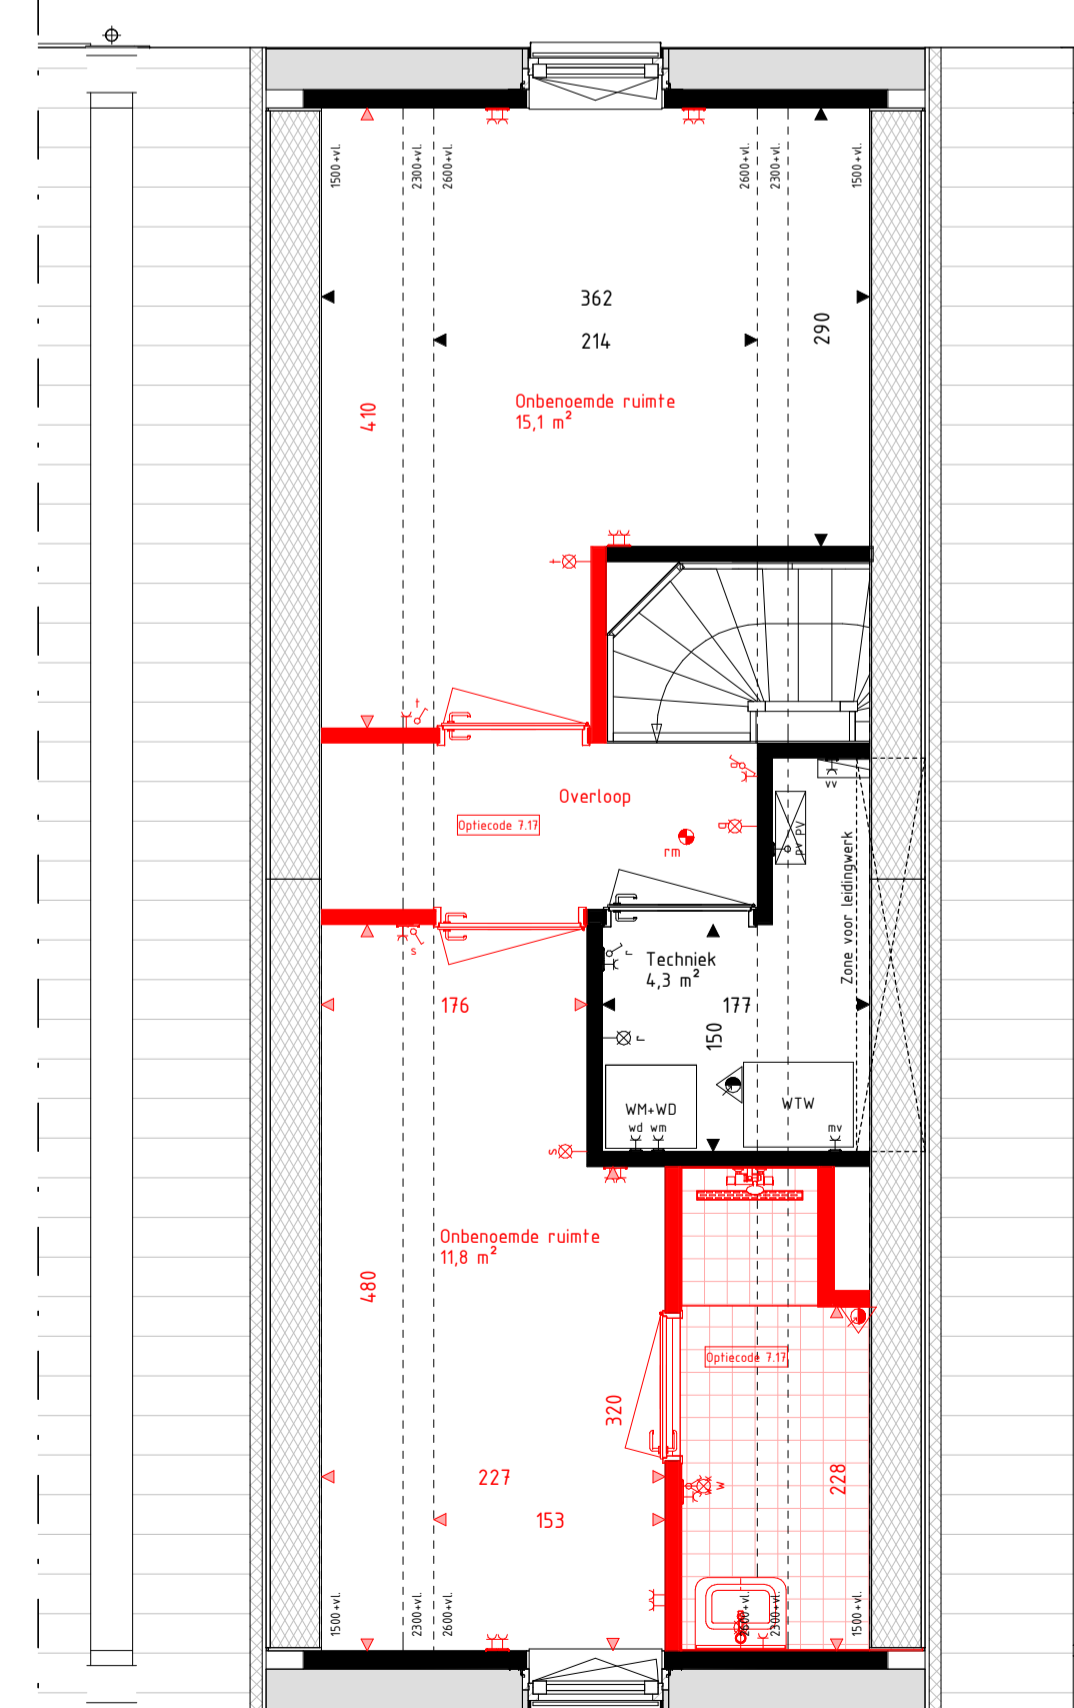 1500+vl.
2300+vl.
2600+vl.
2600+vl.
2300+vl.
1500+vl.
362
214
290
410
Onbenoemde ruimte
15,1 m²
t
t
Overloop
Optiecode 7.17
rm
g
g
vv
PV PV
Zone voor leidingwerk
s
r
Techniek
4,3 m²
176
177
150
r
WM+WD
wd wm
WTW
mv
s
Onbenoemde ruimte
11,8 m²
480
Optiecode 7.17
320
227
228
153
w
1500+vl.
2300+vl.
2600+vl.
2600+vl.
2300+vl.
1500+vl.